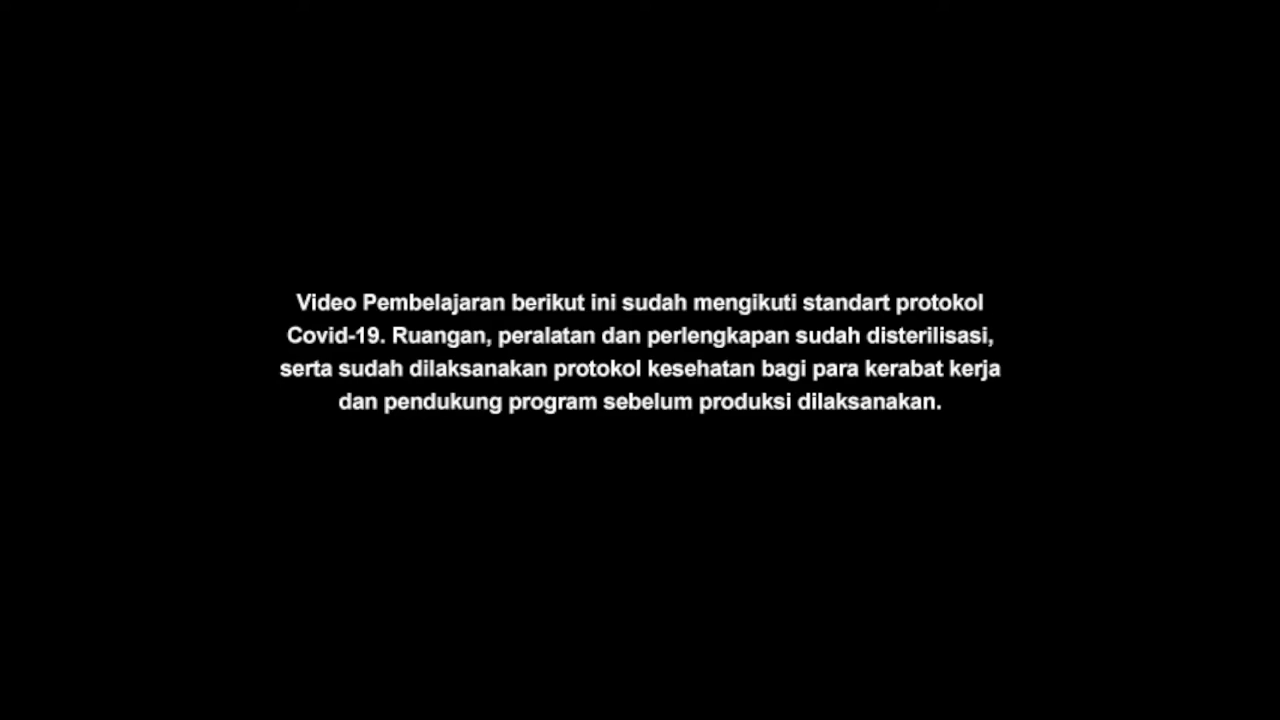 Video Pembelajaran berikut ini sudah mengikuti standart protokol
Covid-19. Ruangan, peralatan dan perlengkapan sudah disterilisasi,
serta sudah dilaksanakan protokol kesehatan bagi para kerabat kerja
dan pendukung program sebelum produksi dilaksanakan.